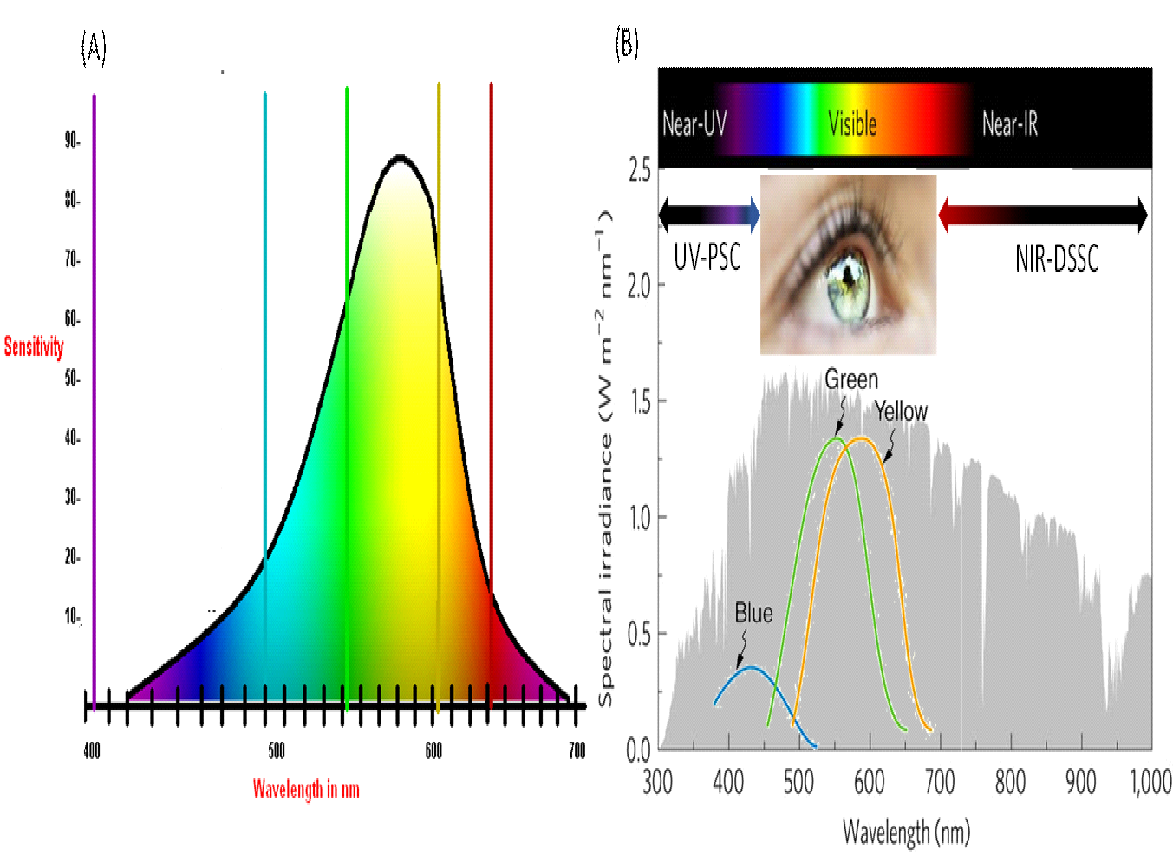 (A)
90-
80-
70-
60-
Sensitivity
50-
40-
30-
20-
10-
400 500 600 700
Wavelength in nm
(B)
Near-UV Visible Near-IR
2.5
UV-PSC NIR-DSSC
2.0
Green
1.5
Yellow
1.0
Blue
0.5
0.0
Spectral irradiance (W m−2 nm−1)
300 400 500 600 700 800 900 1,000
Wavelength (nm)